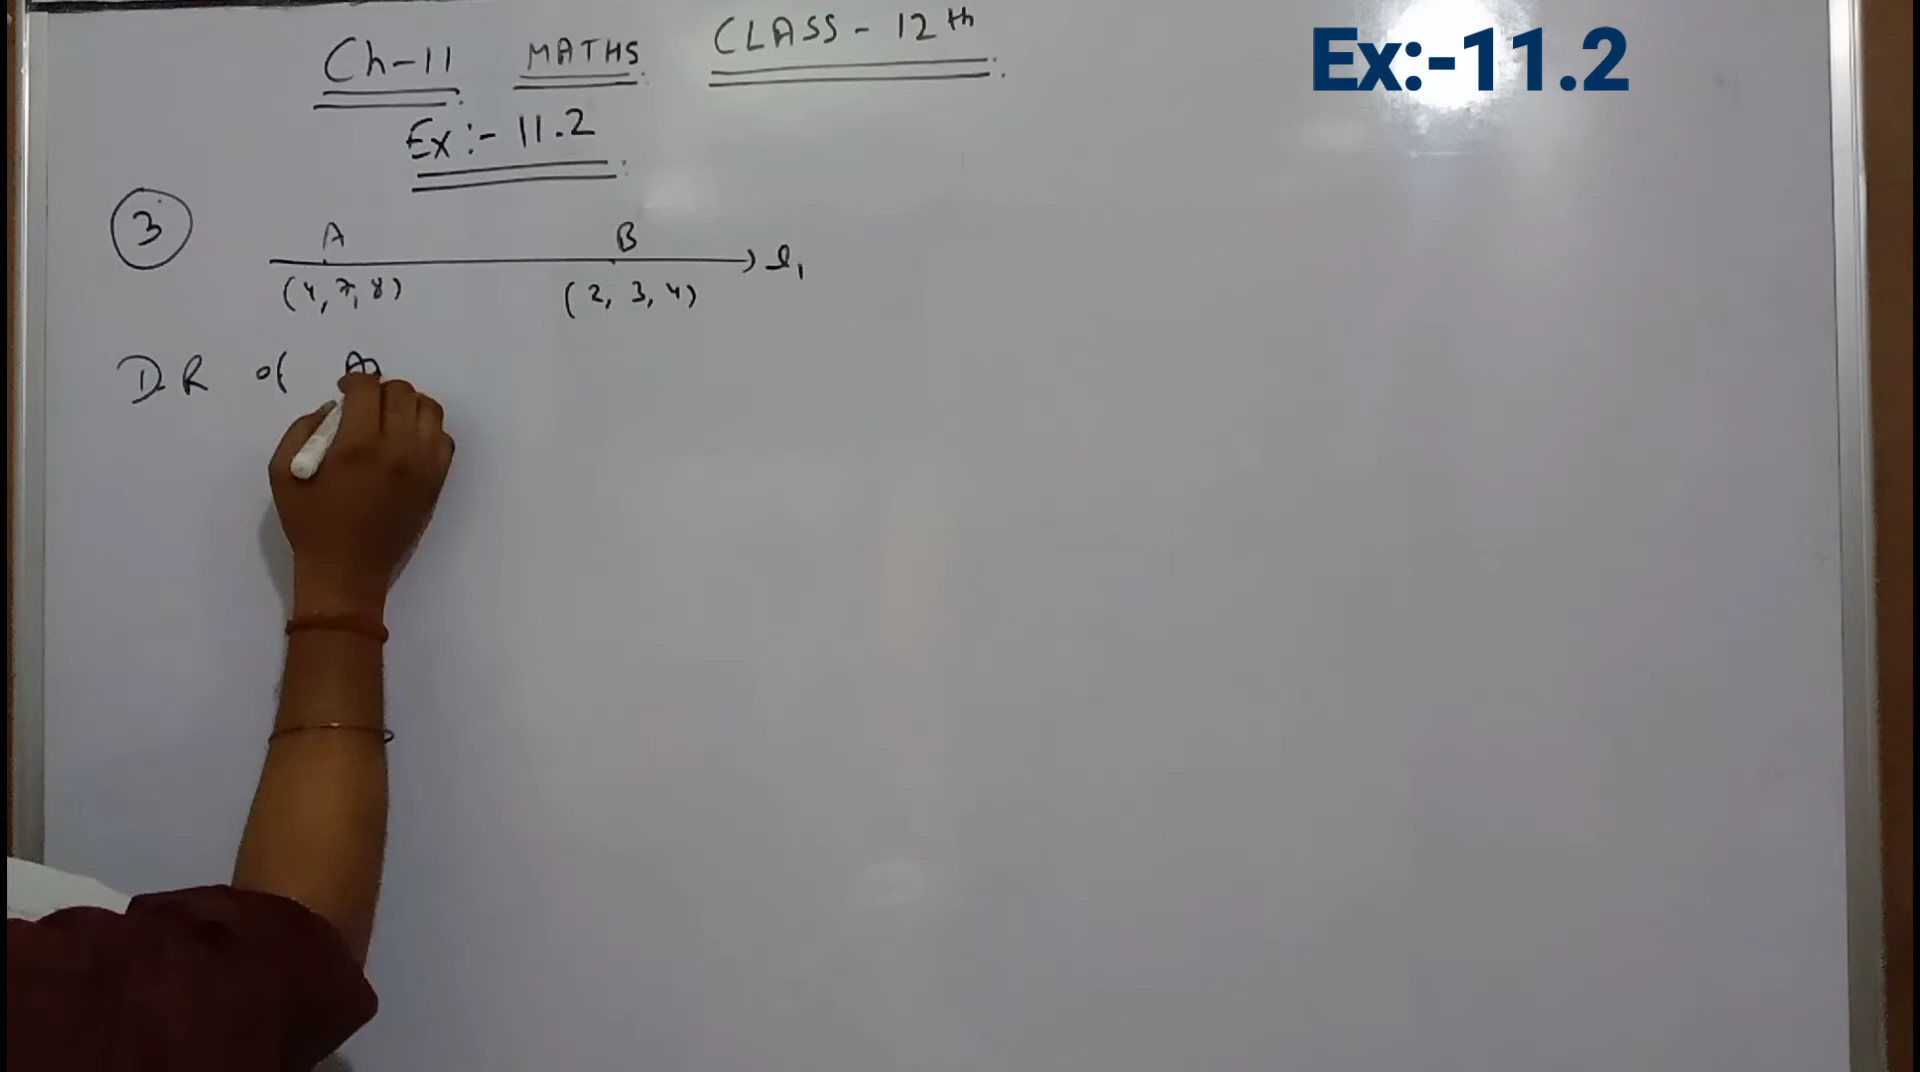 Ch-11 MATHS CLASS - 12th
Ex:-11.2
Ex:- 11.2
3
A B
l1
(4, 7, 8) (2, 3, 4)
D.R of